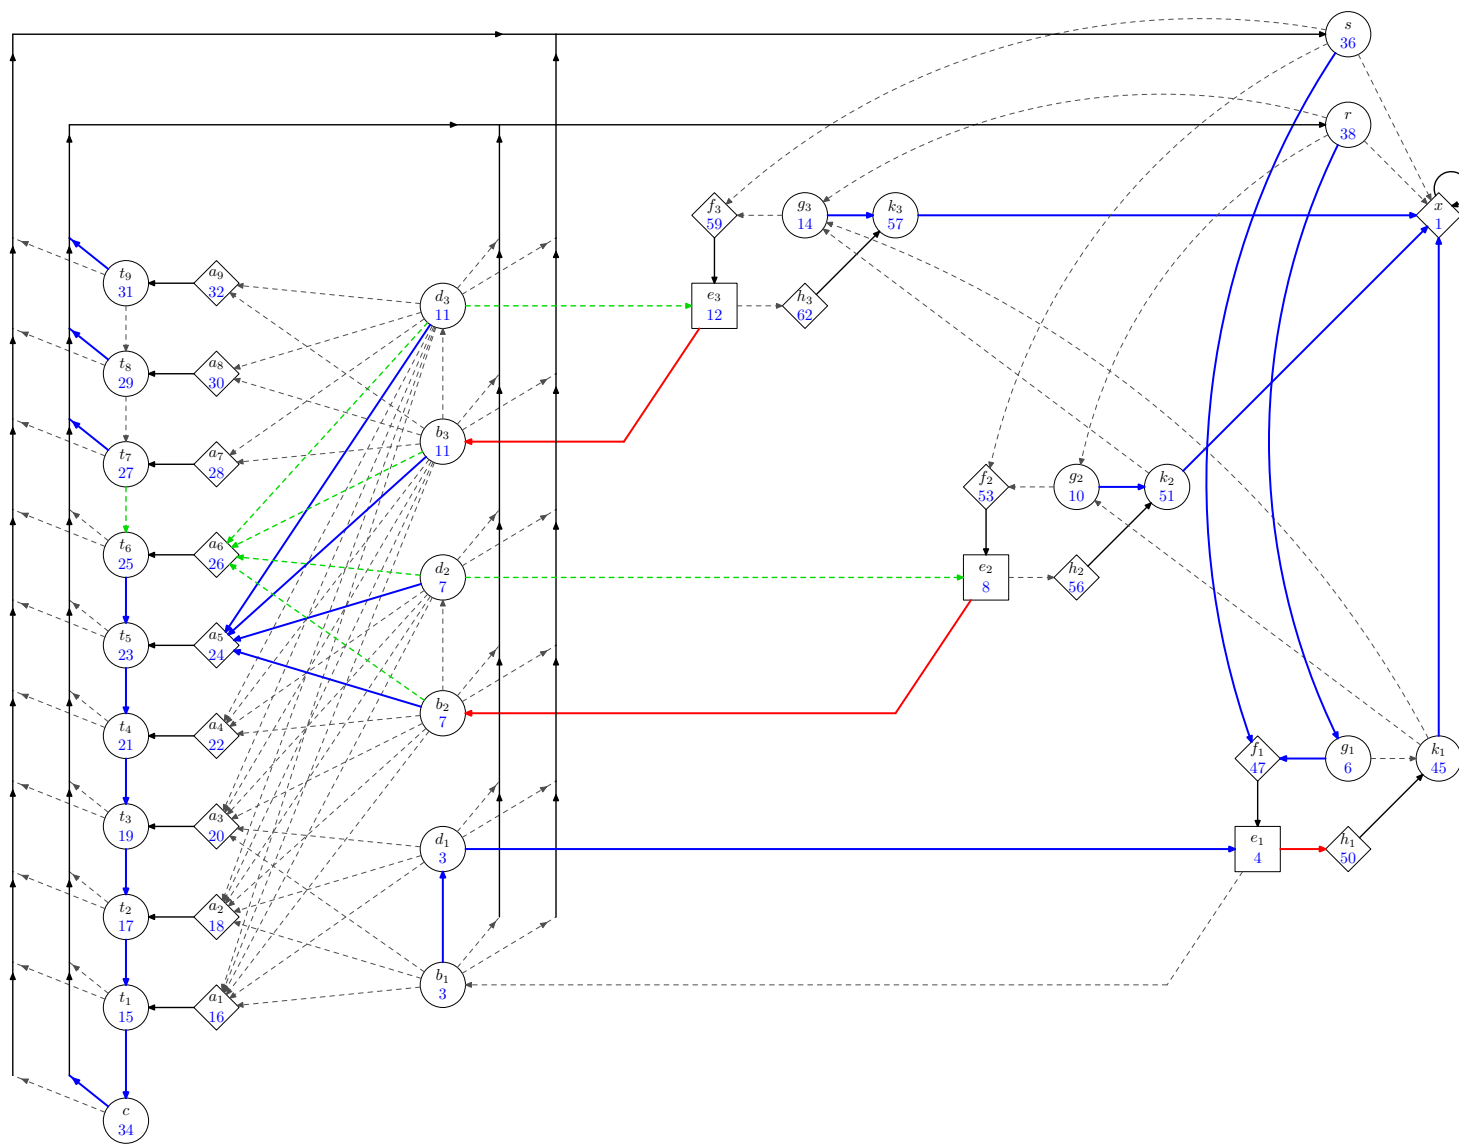 s
36
r
38
f₃
59
g₃
14
k₃
57
x
1
t₉
31
a₉
32
d₃
11
e₃
12
h₃
62
t₈
29
a₈
30
b₃
11
t₇
27
a₇
28
f₂
53
g₂
10
k₂
51
t₆
25
a₆
26
d₂
7
e₂
8
h₂
56
t₅
23
a₅
24
b₂
7
t₄
21
a₄
22
f₁
47
g₁
6
k₁
45
t₃
19
a₃
20
d₁
3
e₁
4
h₁
50
t₂
17
a₂
18
b₁
3
t₁
15
a₁
16
c
34